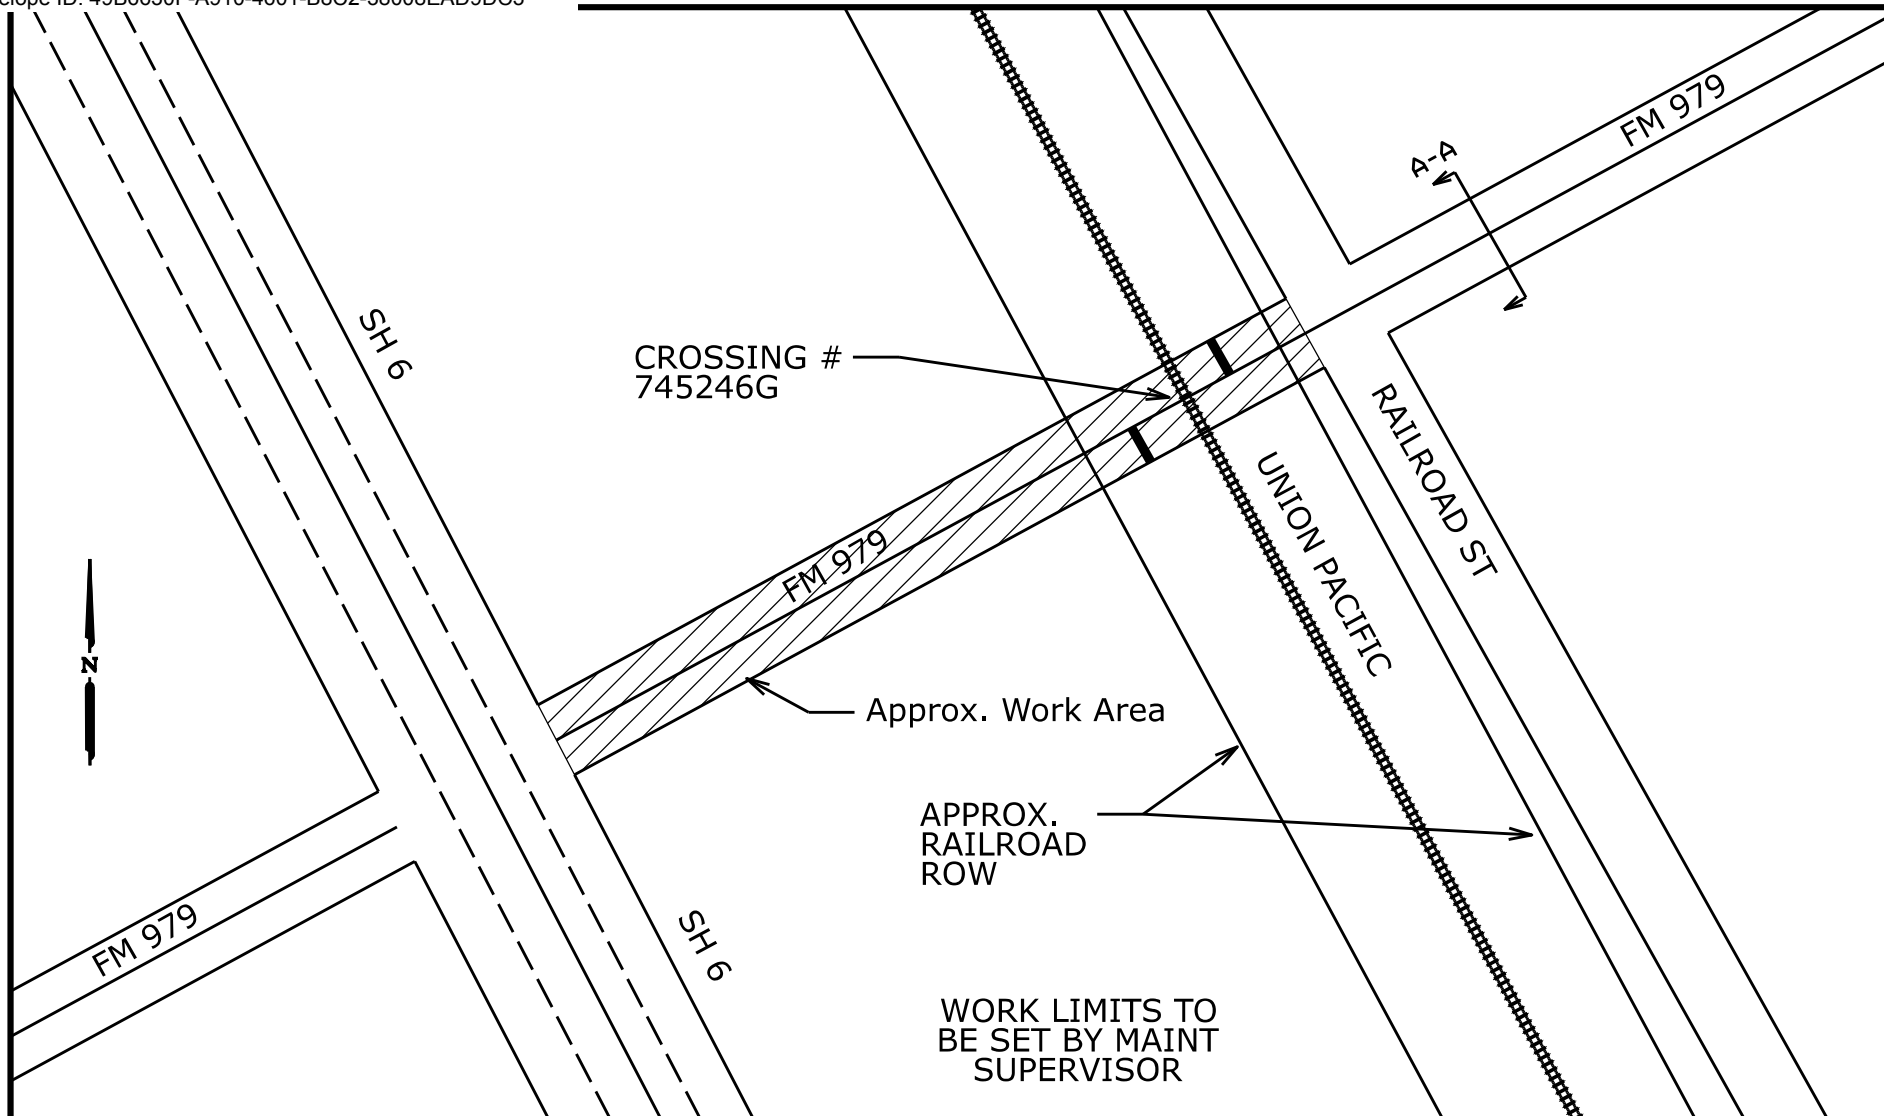 FM 979
A-A
SH 6
CROSSING #
745246G
RAILROAD ST
UNION PACIFIC
FM 979
N
Approx. Work Area
APPROX.
RAILROAD
ROW
FM 979
SH 6
WORK LIMITS TO
BE SET BY MAINT
SUPERVISOR